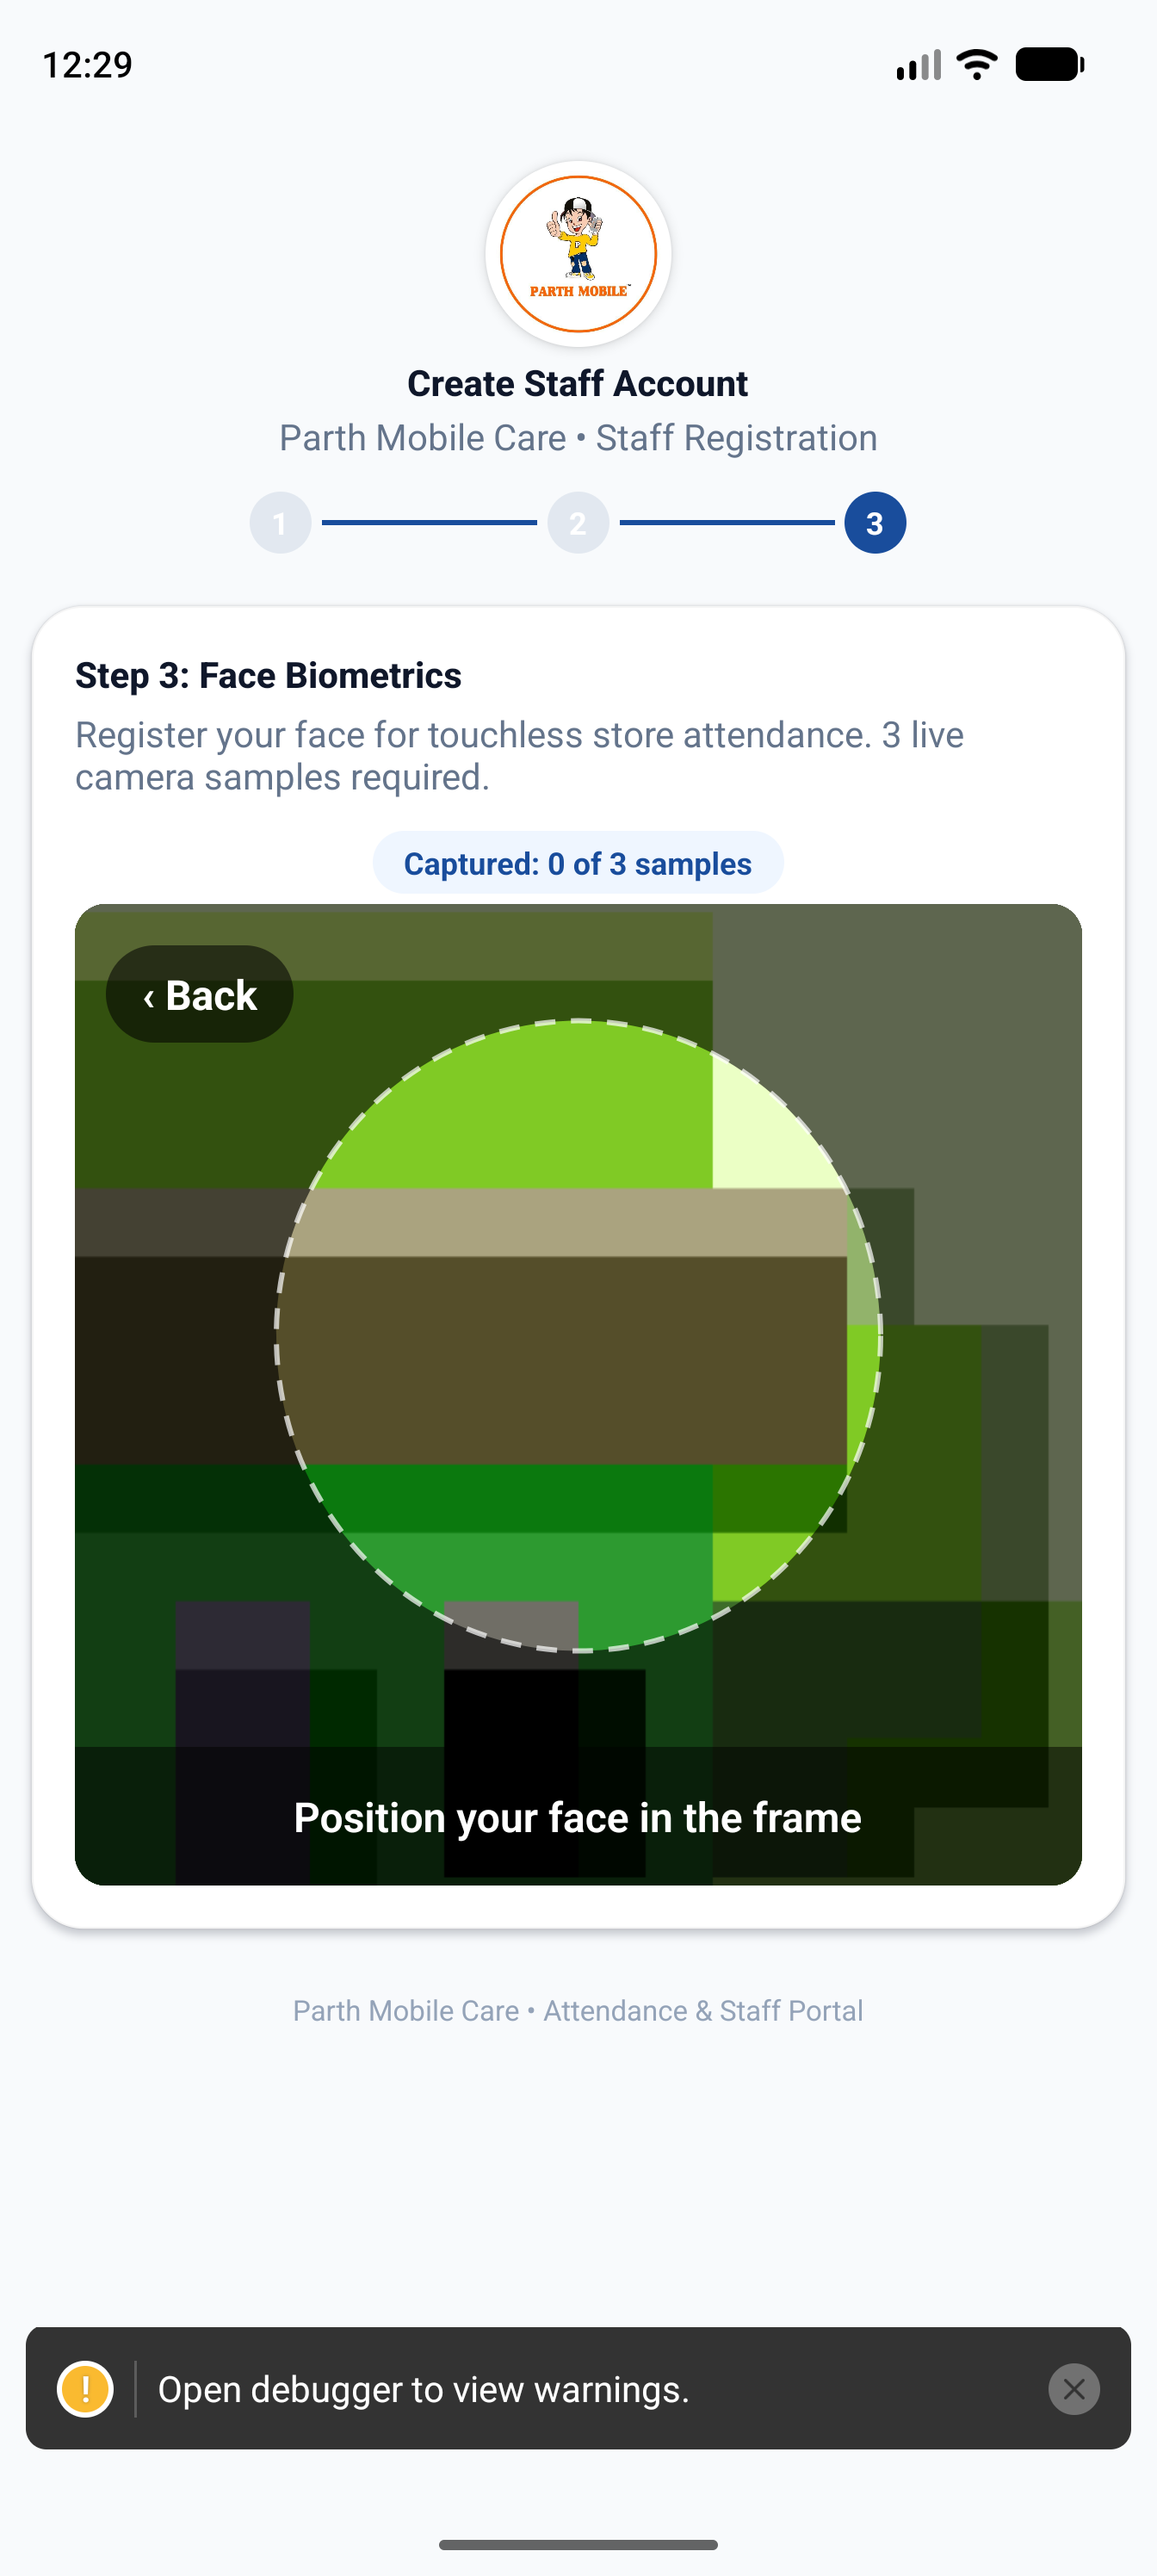 12:29
PARTH MOBILE™
Create Staff Account
Parth Mobile Care • Staff Registration
1
2
3
Step 3: Face Biometrics
Register your face for touchless store attendance. 3 live
camera samples required.
Captured: 0 of 3 samples
‹ Back
Position your face in the frame
Parth Mobile Care • Attendance & Staff Portal
! Open debugger to view warnings.